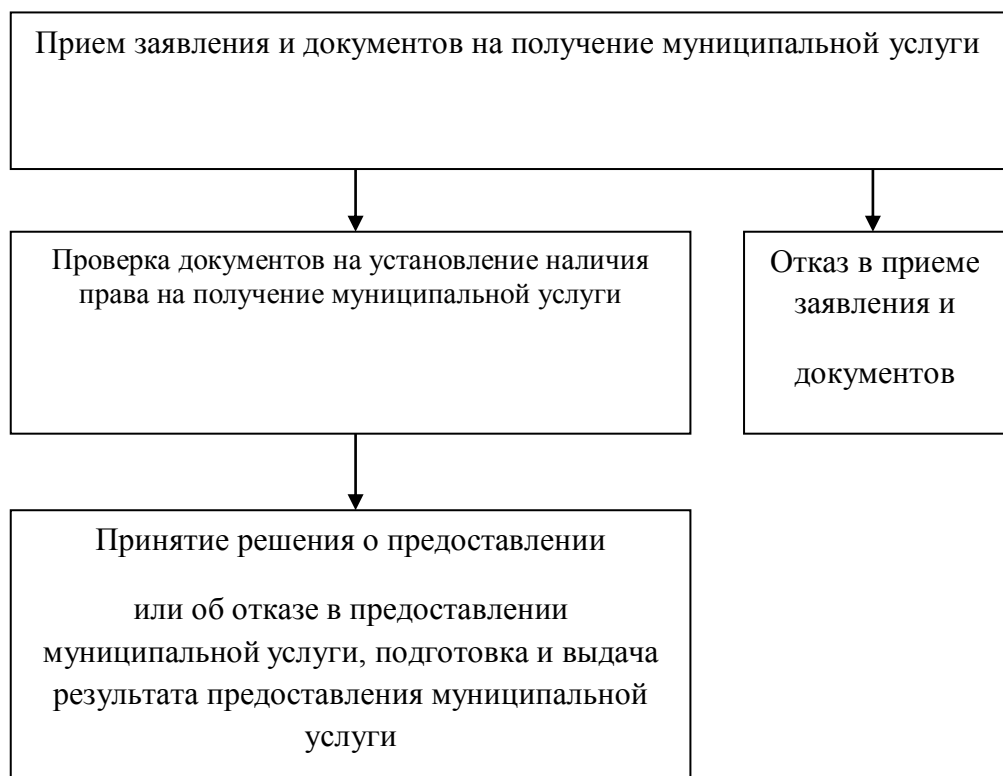 Прием заявления и документов на получение муниципальной услуги
Проверка документов на установление наличия
права на получение муниципальной услуги
Отказ в приеме
заявления и
документов
Принятие решения о предоставлении
или об отказе в предоставлении
муниципальной услуги, подготовка и выдача
результата предоставления муниципальной
услуги